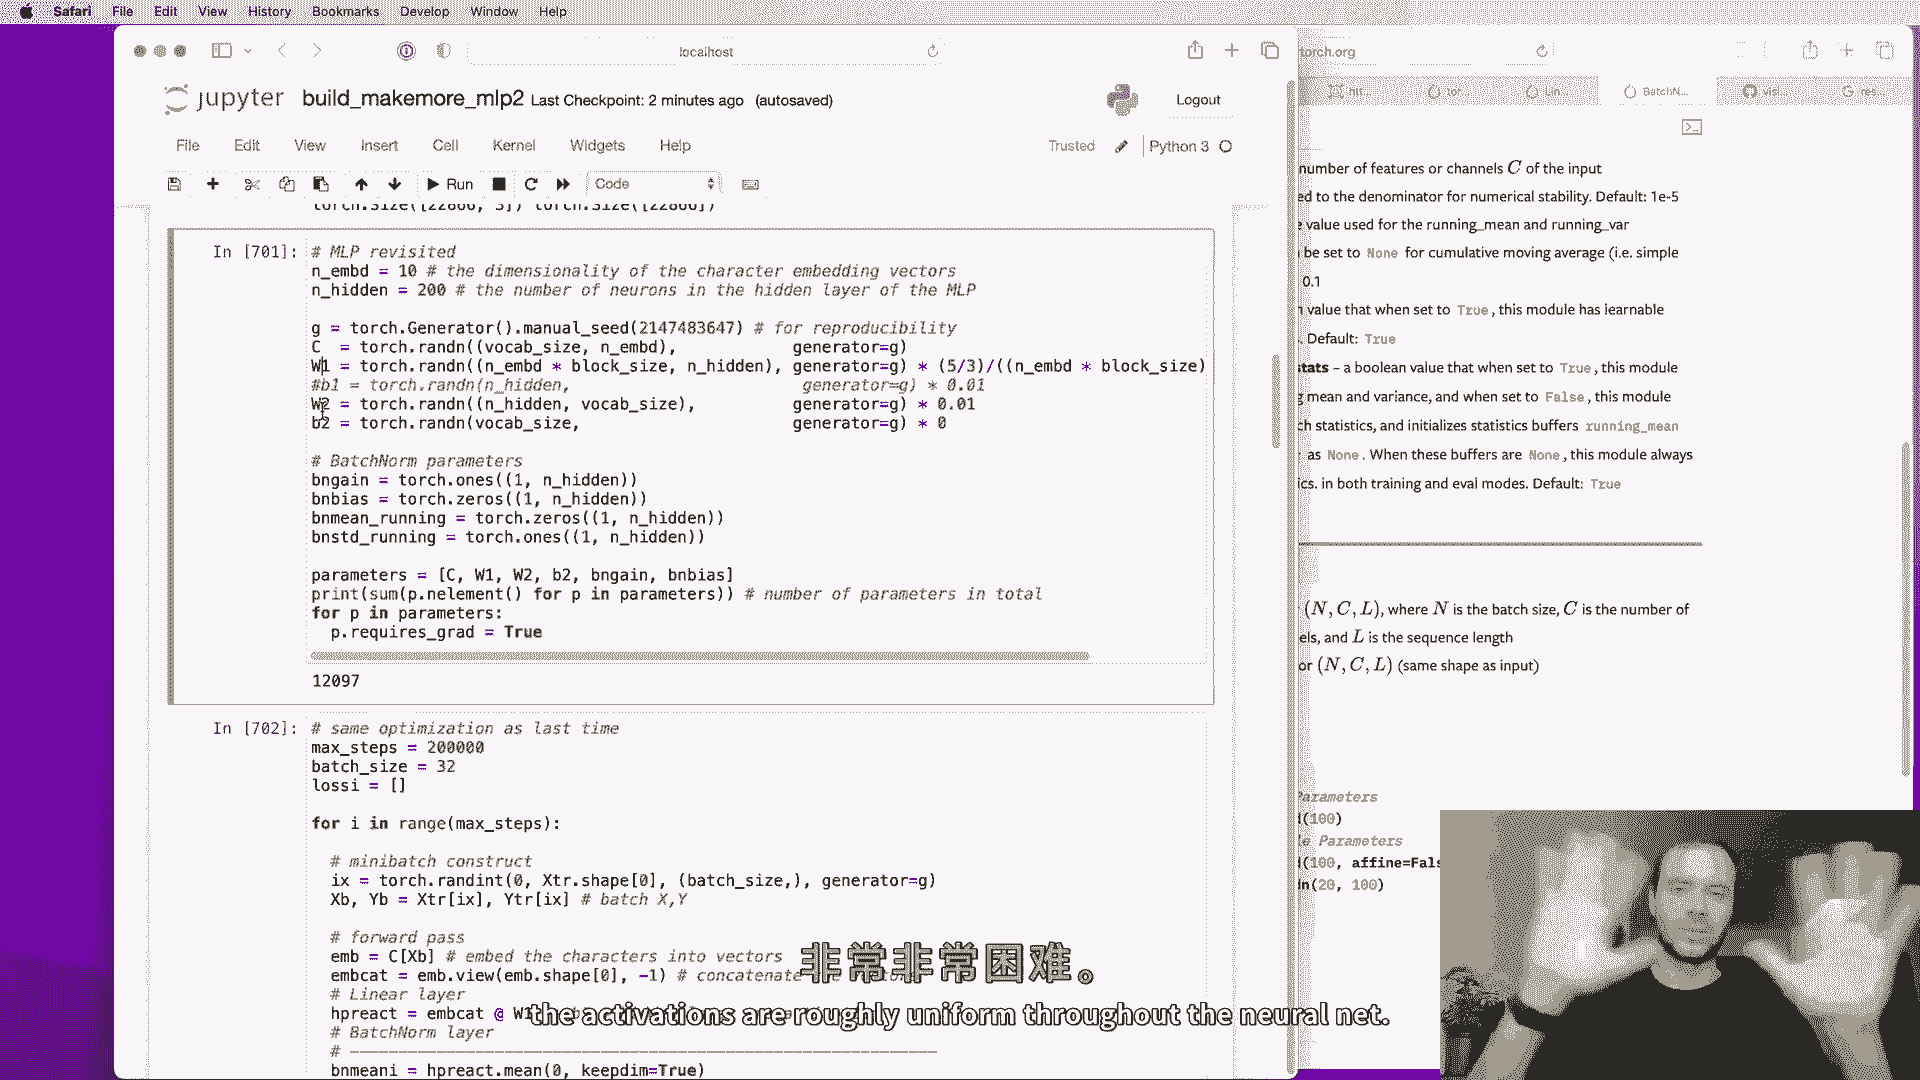 Safari File Edit View History Bookmarks Develop Window Help
localhost
torch.org
jupyter build_makemore_mlp2 Last Checkpoint: 2 minutes ago (autosaved)
Logout
hit... tor... Lin... BatchN... visi... res...
File Edit View Insert Cell Kernel Widgets Help
Trusted Python 3
Run Code
torch.Size([22866, 3]) torch.Size([22866])
In [701]: # MLP revisited
n_embd = 10 # the dimensionality of the character embedding vectors
n_hidden = 200 # the number of neurons in the hidden layer of the MLP
g = torch.Generator().manual_seed(2147483647) # for reproducibility
C = torch.randn((vocab_size, n_embd), generator=g)
W1 = torch.randn((n_embd * block_size, n_hidden), generator=g) * (5/3)/((n_embd * block_size)
#b1 = torch.randn(n_hidden, generator=g) * 0.01
W2 = torch.randn((n_hidden, vocab_size), generator=g) * 0.01
b2 = torch.randn(vocab_size, generator=g) * 0
# BatchNorm parameters
bngain = torch.ones((1, n_hidden))
bnbias = torch.zeros((1, n_hidden))
bnmean_running = torch.zeros((1, n_hidden))
bnstd_running = torch.ones((1, n_hidden))
parameters = [C, W1, W2, b2, bngain, bnbias]
print(sum(p.nelement() for p in parameters)) # number of parameters in total
for p in parameters:
p.requires_grad = True
12097
In [702]: # same optimization as last time
max_steps = 200000
batch_size = 32
lossi = []
for i in range(max_steps):
# minibatch construct
ix = torch.randint(0, Xtr.shape[0], (batch_size,), generator=g)
Xb, Yb = Xtr[ix], Ytr[ix] # batch X,Y
# forward pass
emb = C[Xb] # embed the characters into vectors
embcat = emb.view(emb.shape[0], -1) # concatenate
# Linear layer
hpreact = embcat @ W1
# BatchNorm layer
# ---------------------------------------------------------------
bnmeani = hpreact.mean(0, keepdim=True)
number of features or channels C of the input
ed to the denominator for numerical stability. Default: 1e-5
value used for the running_mean and running_var
be set to None for cumulative moving average (i.e. simple
0.1
value that when set to True, this module has learnable
. Default: True
tats – a boolean value that when set to True, this module
mean and variance, and when set to False, this module
ch statistics, and initializes statistics buffers running_mean
as None. When these buffers are None, this module always
ics. in both training and eval modes. Default: True
(N, C, L), where N is the batch size, C is the number of
els, and L is the sequence length
or (N, C, L) (same shape as input)
Parameters
(100)
le Parameters
(100, affine=Fals
dn(20, 100)
非常非常困难。
the activations are roughly uniform throughout the neural net.